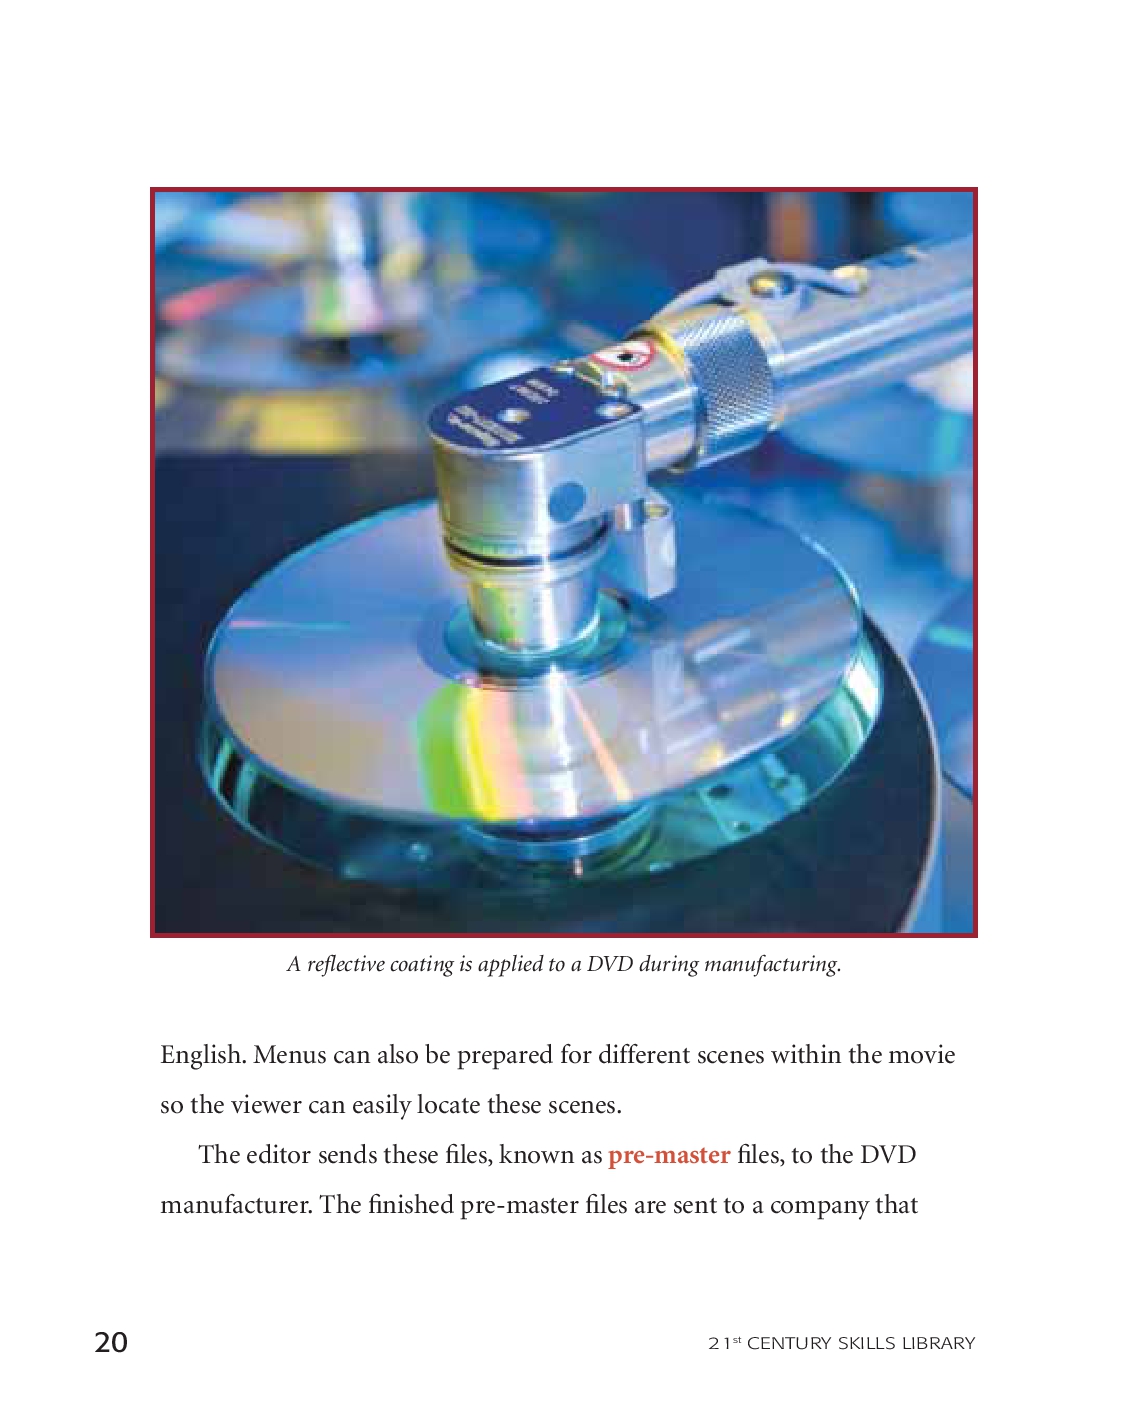 A reflective coating is applied to a DVD during manufacturing.
English. Menus can also be prepared for different scenes within the movie
so the viewer can easily locate these scenes.
The editor sends these files, known as pre-master files, to the DVD
manufacturer. The finished pre-master files are sent to a company that
20
21st CENTURY SKILLS LIBRARY